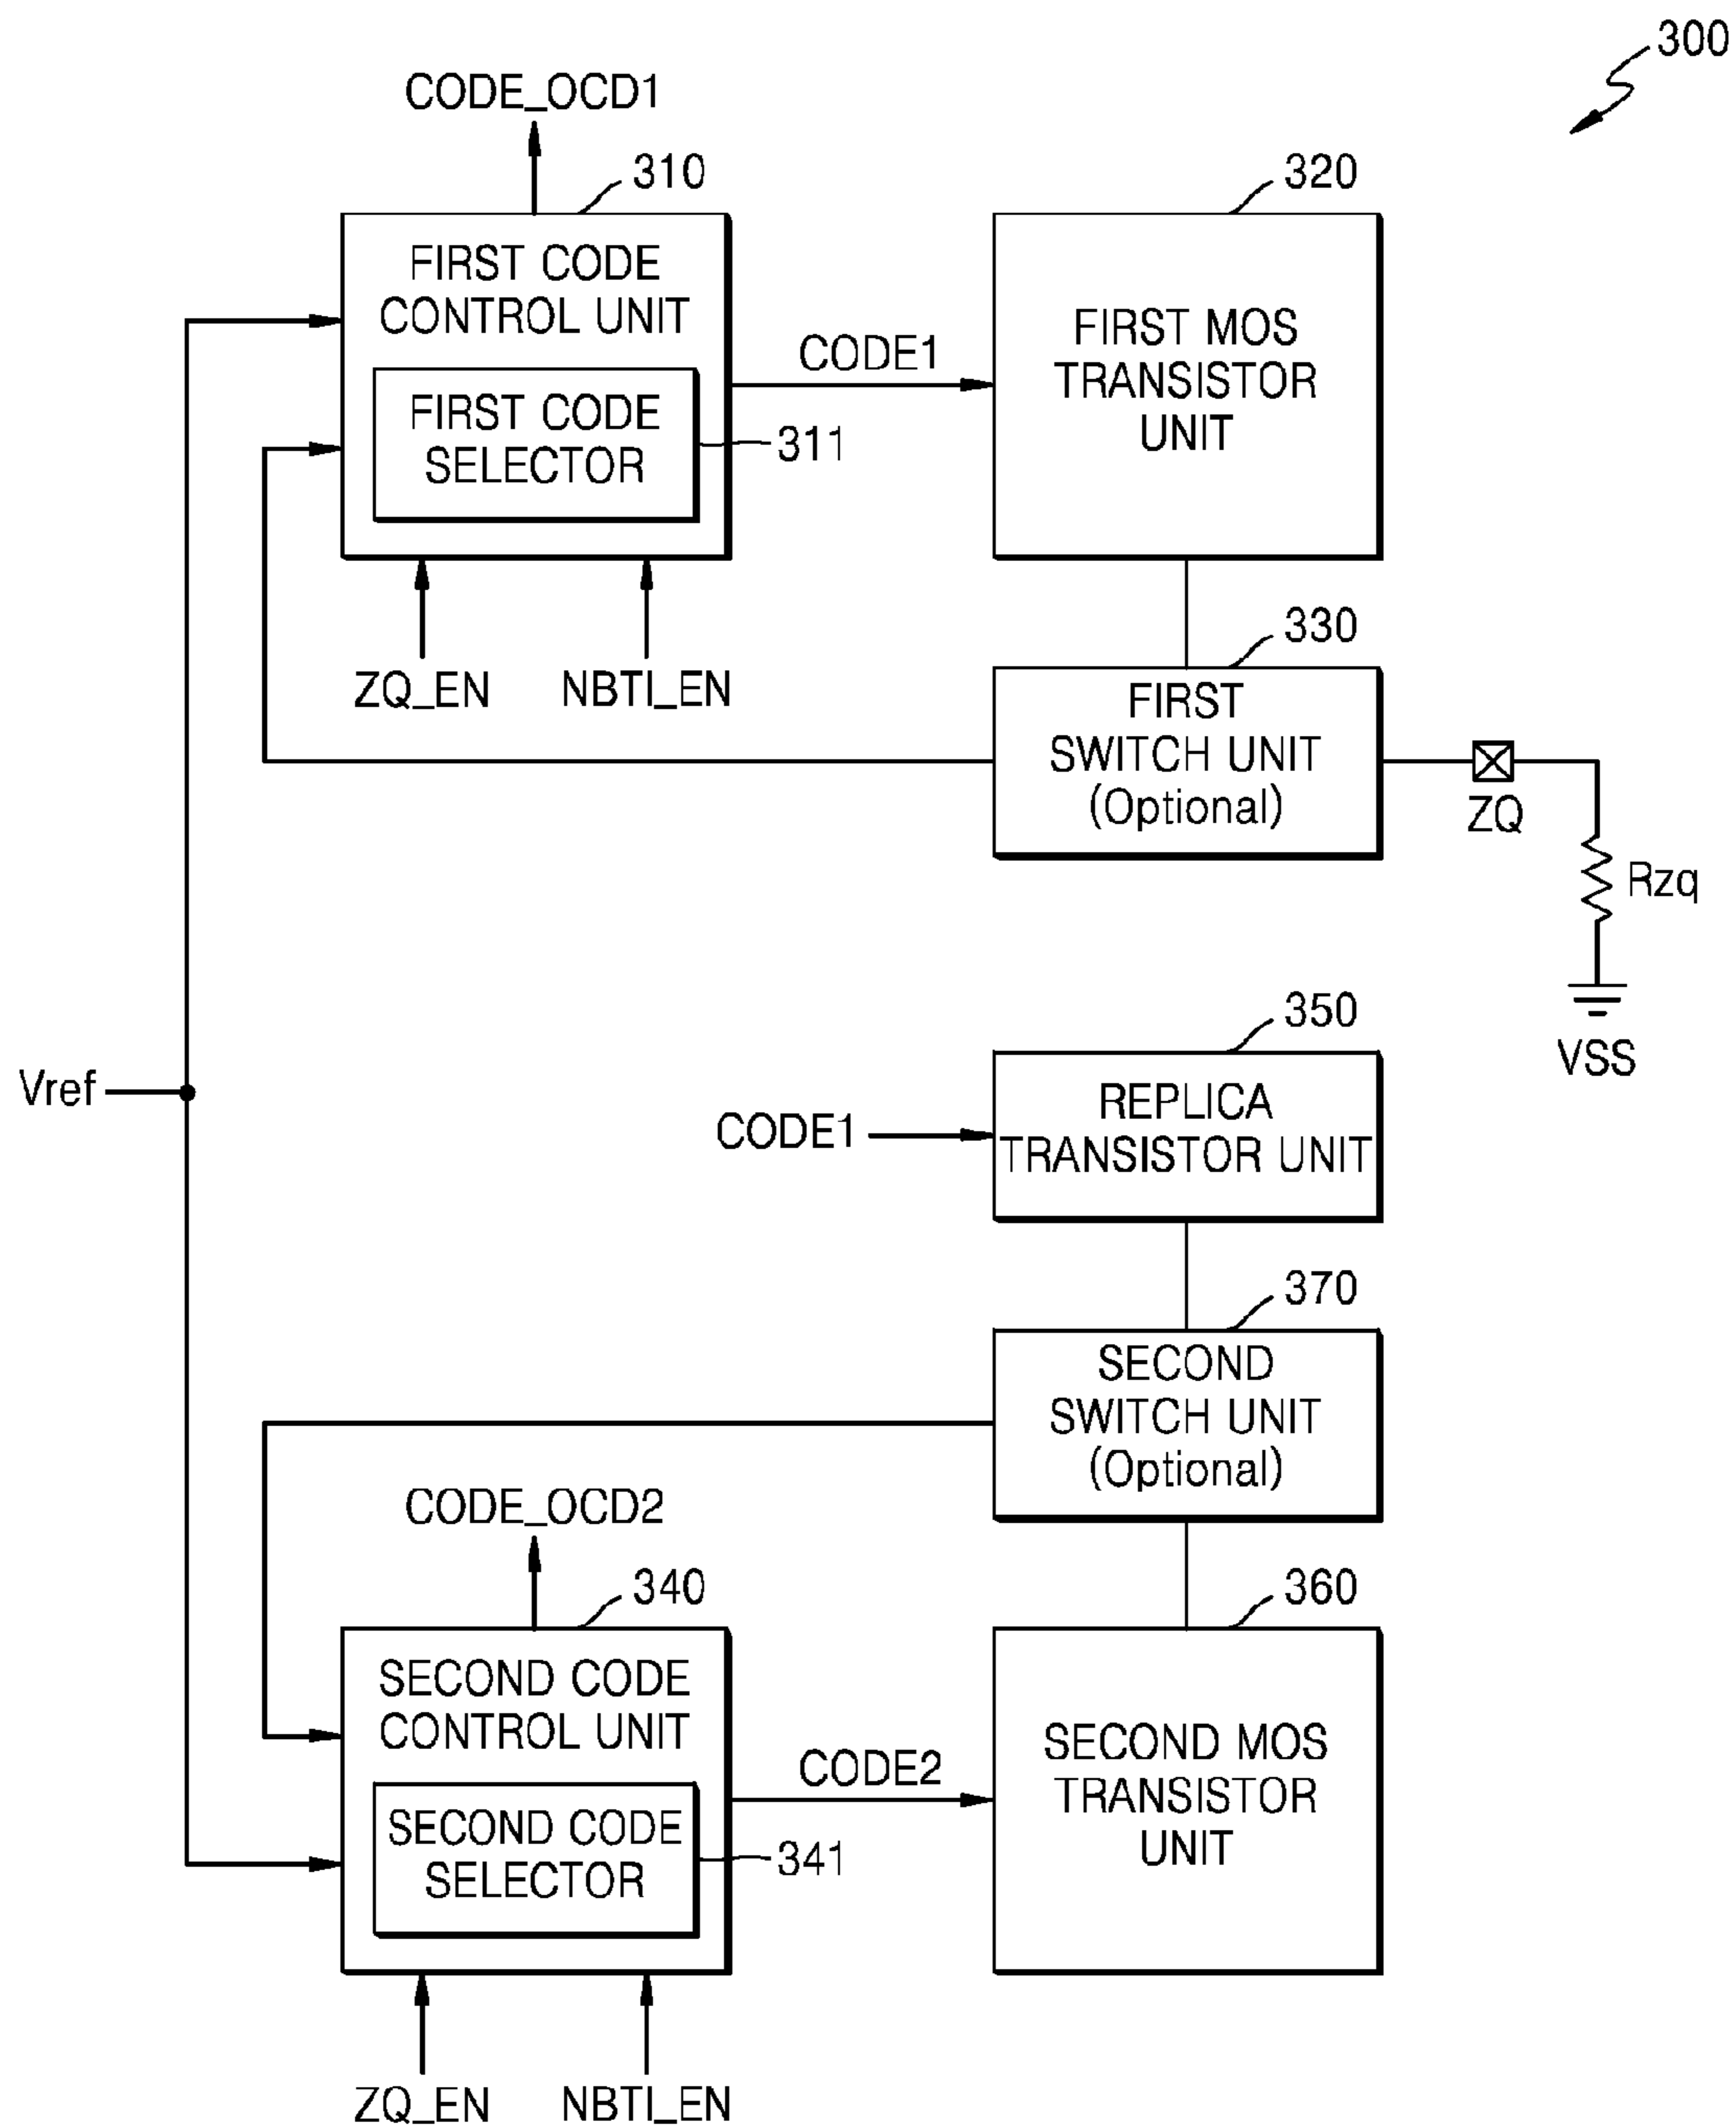 300
CODE_OCD1
310
320
FIRST CODE
CONTROL UNIT
FIRST CODE
SELECTOR
311
CODE1
FIRST MOS
TRANSISTOR
UNIT
ZQ_EN
NBTI_EN
330
FIRST
SWITCH UNIT
(Optional)
ZQ
Rzq
VSS
350
Vref
CODE1
REPLICA
TRANSISTOR UNIT
370
SECOND
SWITCH UNIT
(Optional)
CODE_OCD2
340
360
SECOND CODE
CONTROL UNIT
SECOND CODE
SELECTOR
341
CODE2
SECOND MOS
TRANSISTOR
UNIT
ZQ_EN
NBTI_EN